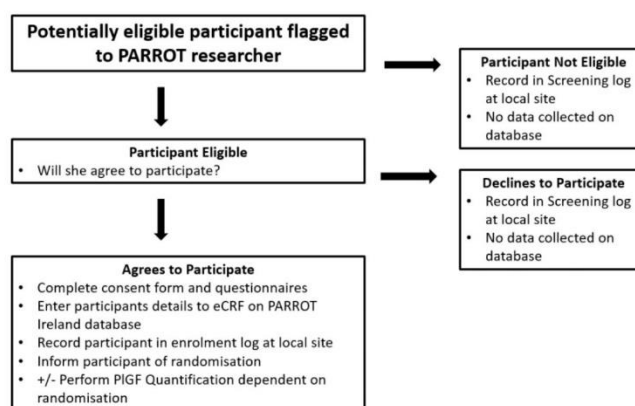 Potentially eligible participant flagged
to PARROT researcher
Participant Not Eligible
• Record in Screening log
at local site
• No data collected on
database
Participant Eligible
• Will she agree to participate?
Declines to Participate
• Record in Screening log
at local site
• No data collected on
database
Agrees to Participate
• Complete consent form and questionnaires
• Enter participants details to eCRF on PARROT
Ireland database
• Record participant in enrolment log at local site
• Inform participant of randomisation
• +/- Perform PlGF Quantification dependent on
randomisation